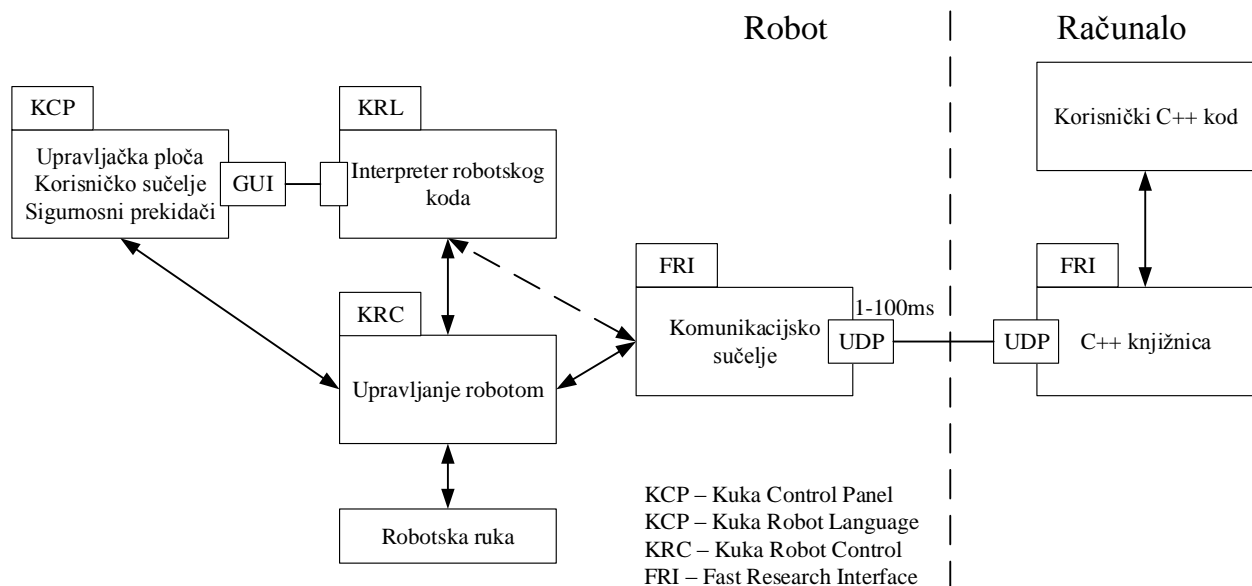 Robot
Računalo
KCP
Upravljačka ploča
Korisničko sučelje
Sigurnosni prekidači
GUI
KRL
Interpreter robotskog
koda
Korisnički C++ kod
KRC
Upravljanje robotom
FRI
Komunikacijsko
sučelje
1-100ms
UDP
FRI
UDP
C++ knjižnica
Robotska ruka
KCP – Kuka Control Panel
KCP – Kuka Robot Language
KRC – Kuka Robot Control
FRI – Fast Research Interface